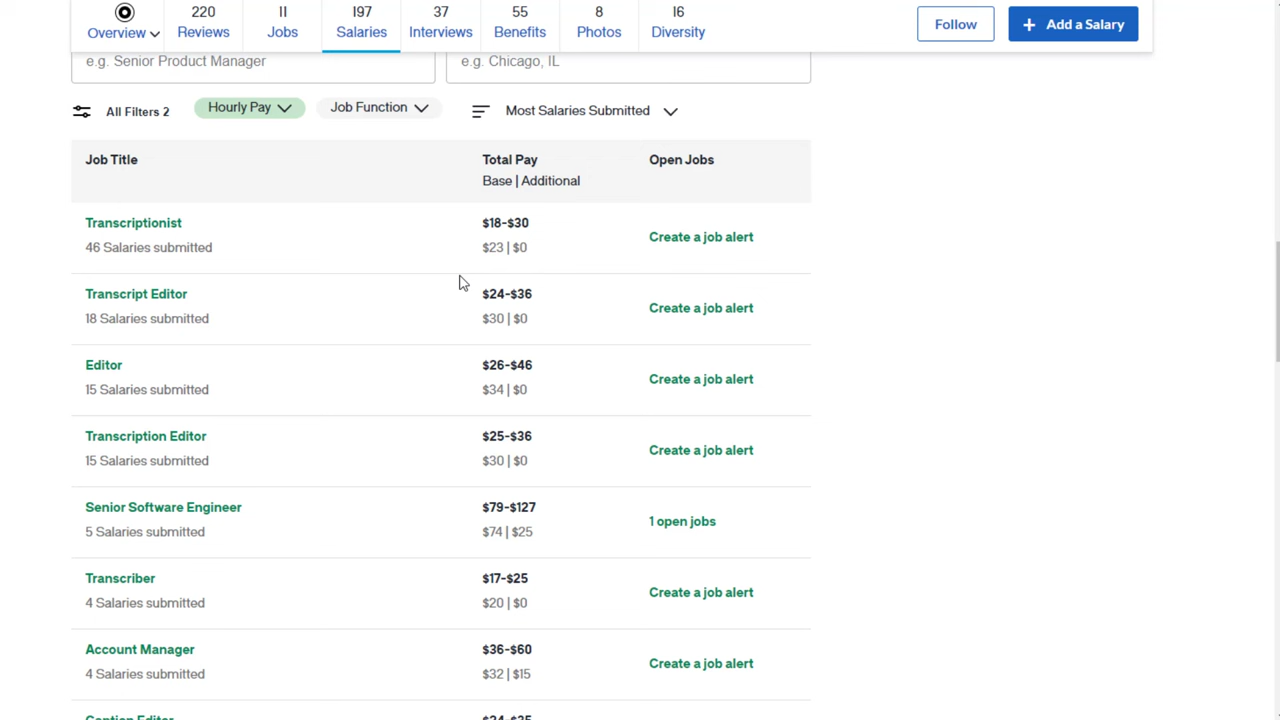 220 11 197 37 55 8 16
Overview Reviews Jobs Salaries Interviews Benefits Photos Diversity Follow + Add a Salary
e.g. Senior Product Manager e.g. Chicago, IL
All Filters 2 Hourly Pay Job Function Most Salaries Submitted
Job Title Total Pay Open Jobs
Base | Additional
Transcriptionist $18-$30
46 Salaries submitted $23 | $0 Create a job alert
Transcript Editor $24-$36
18 Salaries submitted $30 | $0 Create a job alert
Editor $26-$46
15 Salaries submitted $34 | $0 Create a job alert
Transcription Editor $25-$36
15 Salaries submitted $30 | $0 Create a job alert
Senior Software Engineer $79-$127
5 Salaries submitted $74 | $25 1 open jobs
Transcriber $17-$25
4 Salaries submitted $20 | $0 Create a job alert
Account Manager $36-$60
4 Salaries submitted $32 | $15 Create a job alert
Caption Editor $24-$35